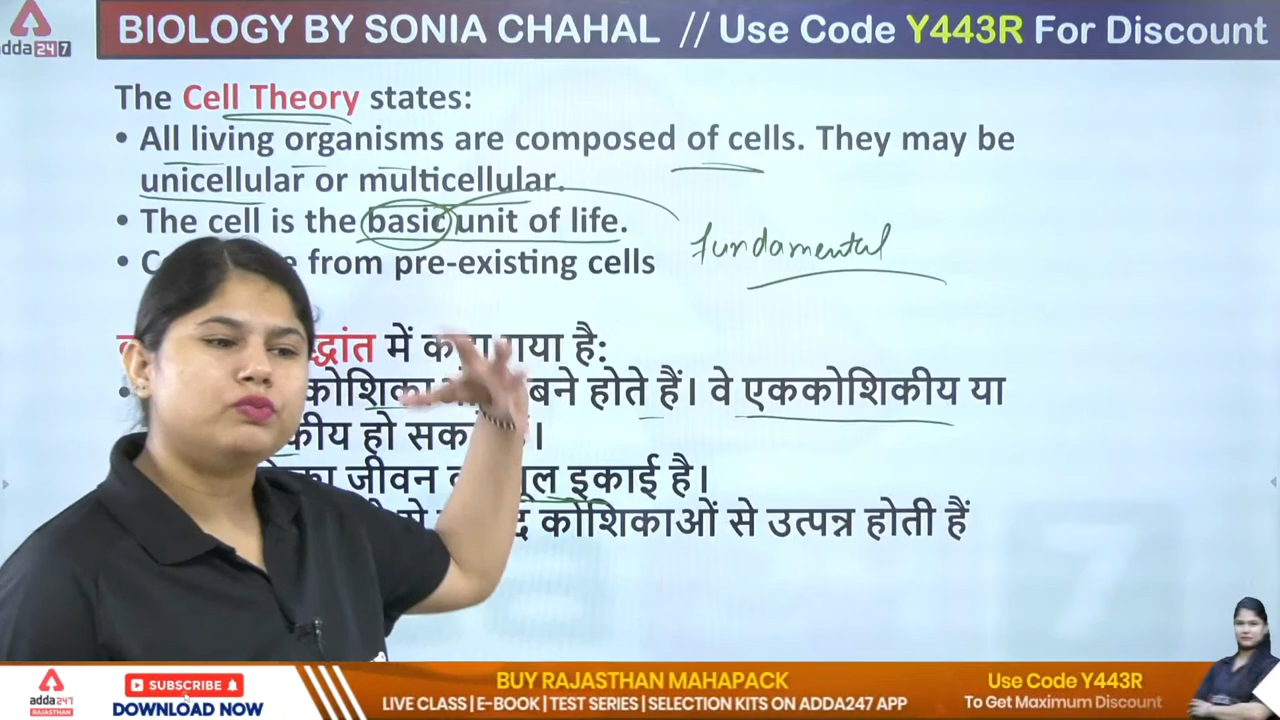 adda247
BIOLOGY BY SONIA CHAHAL // Use Code Y443R For Discount
The Cell Theory states:
• All living organisms are composed of cells. They may be
unicellular or multicellular.
• The cell is the basic unit of life.
fundamental
• from pre-existing cells
में गया है:
• कोशिका बने होते हैं। वे एककोशिकीय या
हो
जीवन इकाई है।
कोशिकाओं से उत्पन्न होती हैं
7
adda247
RAJASTHAN
SUBSCRIBE
DOWNLOAD NOW
BUY RAJASTHAN MAHAPACK
LIVE CLASS | E-BOOK | TEST SERIES | SELECTION KITS ON ADDA247 APP
Use Code Y443R
To Get Maximum Discount